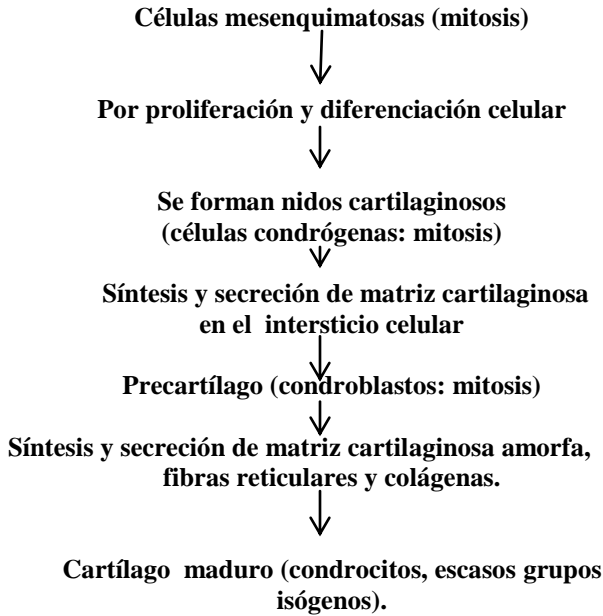 Células mesenquimatosas (mitosis)
Por proliferación y diferenciación celular
Se forman nidos cartilaginosos
(células condrógenas: mitosis)
Síntesis y secreción de matriz cartilaginosa
en el intersticio celular
Precartílago (condroblastos: mitosis)
Síntesis y secreción de matriz cartilaginosa amorfa,
fibras reticulares y colágenas.
Cartílago maduro (condrocitos, escasos grupos
isógenos).